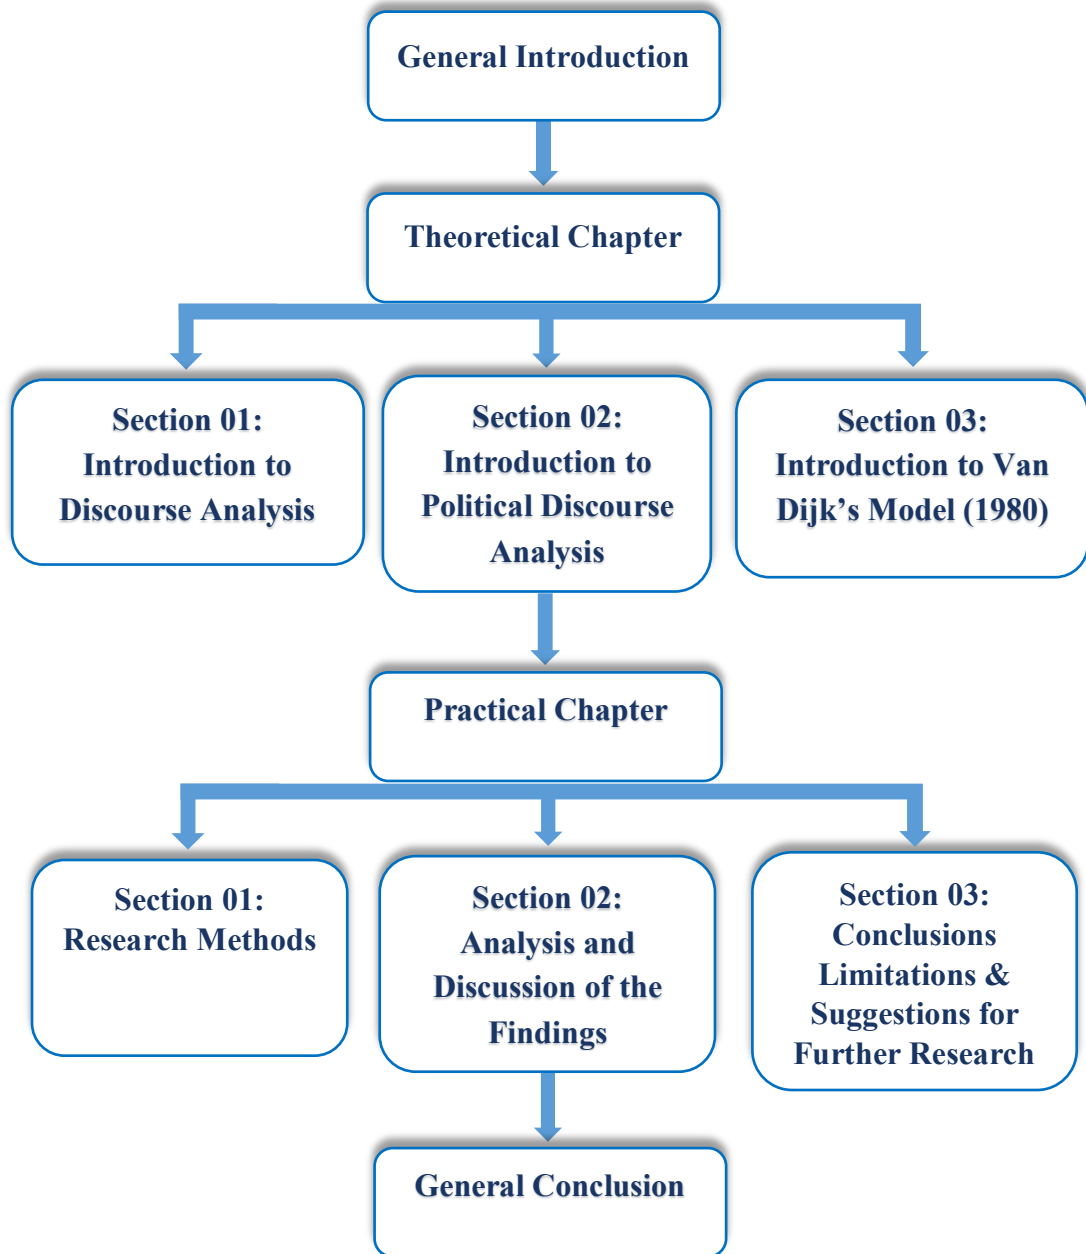 General Introduction
Theoretical Chapter
Section 01:
Introduction to
Discourse Analysis
Section 02:
Introduction to
Political Discourse
Analysis
Section 03:
Introduction to Van
Dijk’s Model (1980)
Practical Chapter
Section 01:
Research Methods
Section 02:
Analysis and
Discussion of the
Findings
Section 03:
Conclusions
Limitations &
Suggestions for
Further Research
General Conclusion